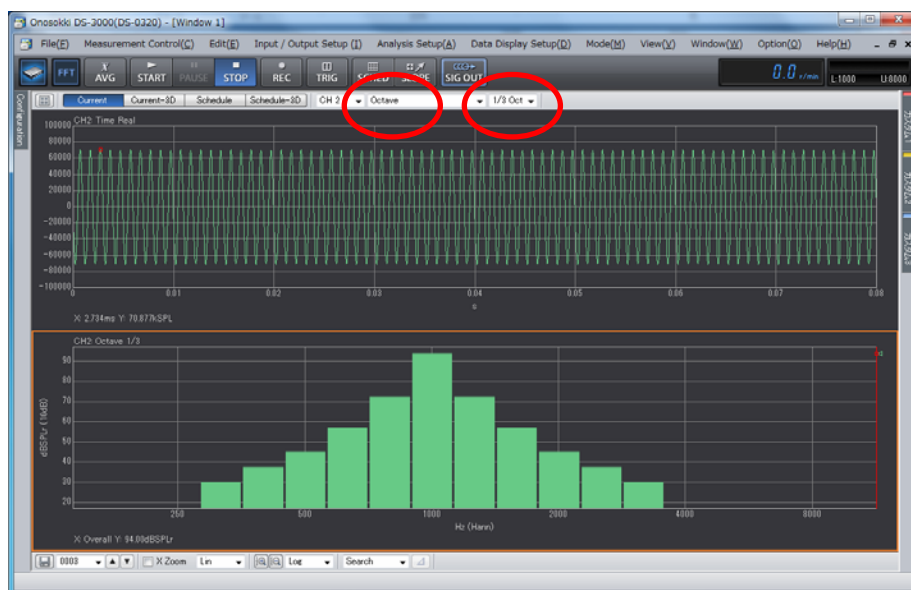 Onosokki DS-3000(DS-0320) - [Window 1]
File(F) Measurement Control(C) Edit(E) Input / Output Setup (I) Analysis Setup(A) Data Display Setup(D) Mode(M) View(V) Window(W) Option(O) Help(H)
FFT AVG START PAUSE STOP REC TRIG SCHED SCOPE SIG OUT 0.0 r/min L:1000 U:8000
Configuration
Current Current-3D Schedule Schedule-3D CH 2 Octave 1/3 Oct
CH2 Time Real
100000
80000
60000
40000
20000
0
-20000
-40000
-60000
-80000
-100000
0 0.01 0.02 0.03 0.04 0.05 0.06 0.07 0.08
s
X: 2.734ms Y: 70.877kSPL
CH2 Octave 1/3
90
80
70
60
50
40
30
20
dBSPLr (10dB)
250 500 1000 2000 4000 8000
Hz (Hann)
X: Overall Y: 94.00dBSPLr
0003 X Zoom Lin Log Search